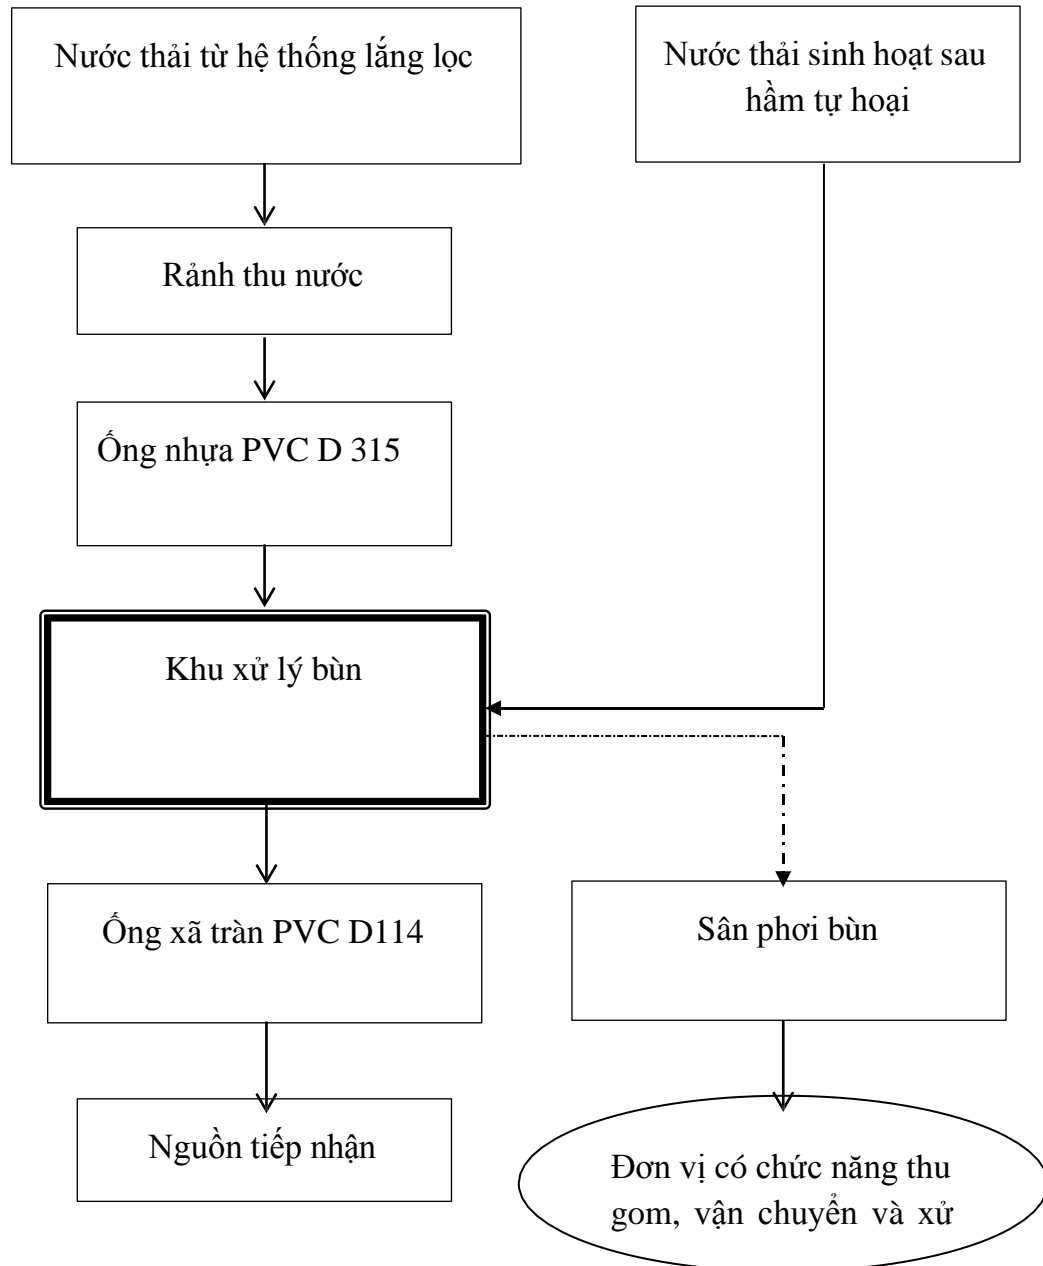 Nước thải từ hệ thống lắng lọc
Nước thải sinh hoạt sau
hầm tự hoại
Rảnh thu nước
Ống nhựa PVC D 315
Khu xử lý bùn
Ống xã tràn PVC D114
Sân phơi bùn
Nguồn tiếp nhận
Đơn vị có chức năng thu
gom, vận chuyển và xử